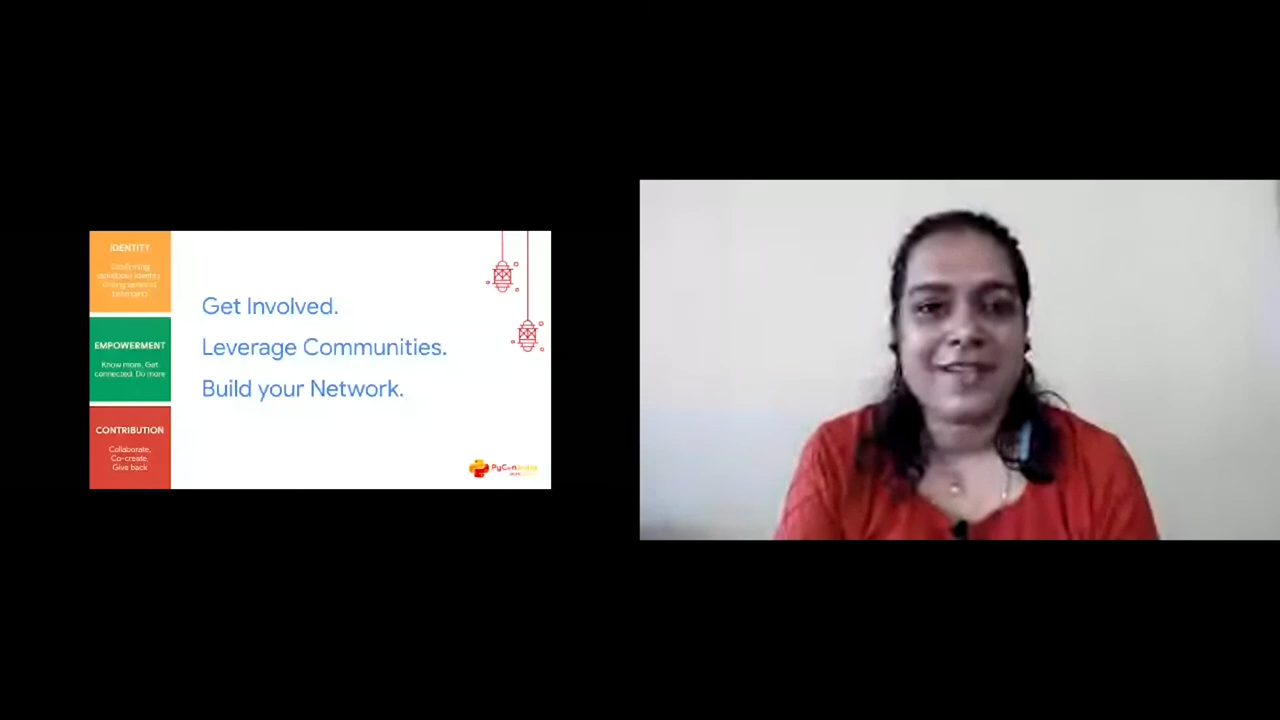 IDENTITY
EMPOWERMENT
Know more, Get
connected, Do more
CONTRIBUTION
Collaborate,
Co-create,
Give back
Get Involved.
Leverage Communities.
Build your Network.
PyCon